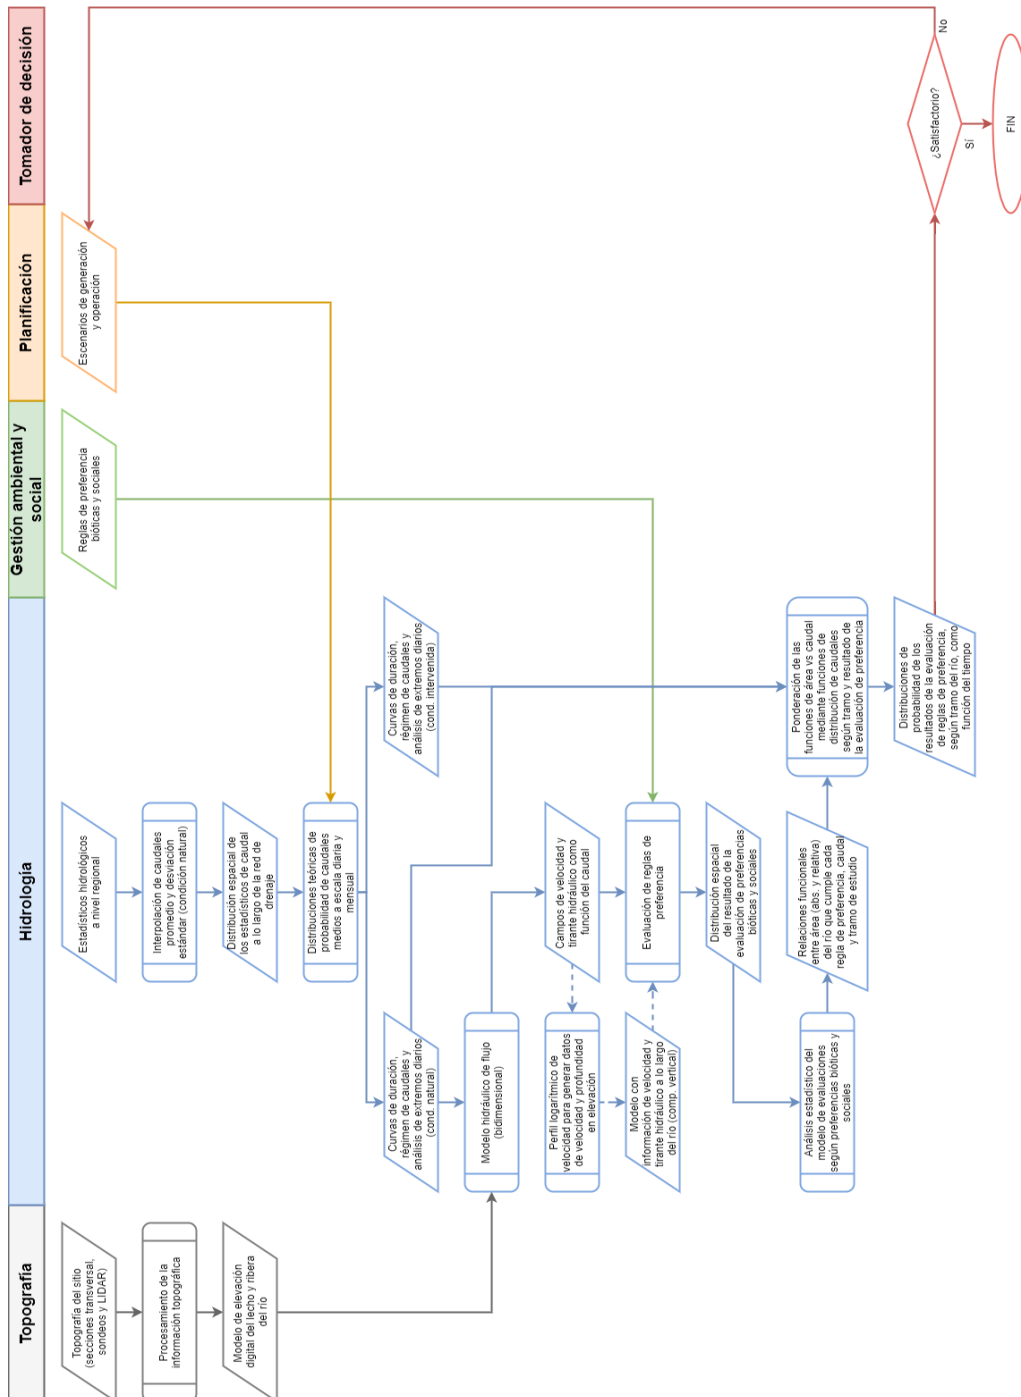 Topografía
Hidrología
Gestión ambiental y
social
Planificación
Tomador de decisión
Topografía del sitio
(secciones transversal,
sondeos y LIDAR)
Procesamiento de la
información topográfica
Modelo de elevación
digital del lecho y ribera
del río
Estadísticos hidrológicos
a nivel regional
Interpolación de caudales
promedio y desviación
estándar (condición natural)
Distribución espacial de
los estadísticos de caudal
a lo largo de la red de
drenaje
Distribuciones teóricas de
probabilidad de caudales
medios a escala diaria y
mensual
Curvas de duración,
régimen de caudales y
análisis de extremos diarios
(cond. natural)
Curvas de duración,
régimen de caudales y
análisis de extremos diarios
(cond. intervenida)
Modelo hidráulico de flujo
(bidimensional)
Campos de velocidad y
tirante hidráulico como
función del caudal
Perfil logarítmico de
velocidad para generar datos
de velocidad y profundidad
en elevación
Modelo con
información de velocidad y
tirante hidráulico a lo largo
del río (comp. vertical)
Evaluación de reglas de
preferencia
Distribución espacial
del resultado de la
evaluación de preferencias
bióticas y sociales
Análisis estadístico del
modelo de evaluaciones
según preferencias bióticas y
sociales
Relaciones funcionales
entre área (abs. y relativa)
del río que cumple cada
regla de preferencia, caudal
y tramo de estudio
Ponderación de las
funciones de área vs caudal
mediante funciones de
distribución de caudales
según tramo y resultado de
la evaluación de preferencia
Distribuciones de
probabilidad de los
resultados de la evaluación
de reglas de preferencia,
según tramo del río, como
función del tiempo
Reglas de preferencia
bióticas y sociales
Escenarios de generación
y operación
¿Satisfactorio?
No
Sí
FIN